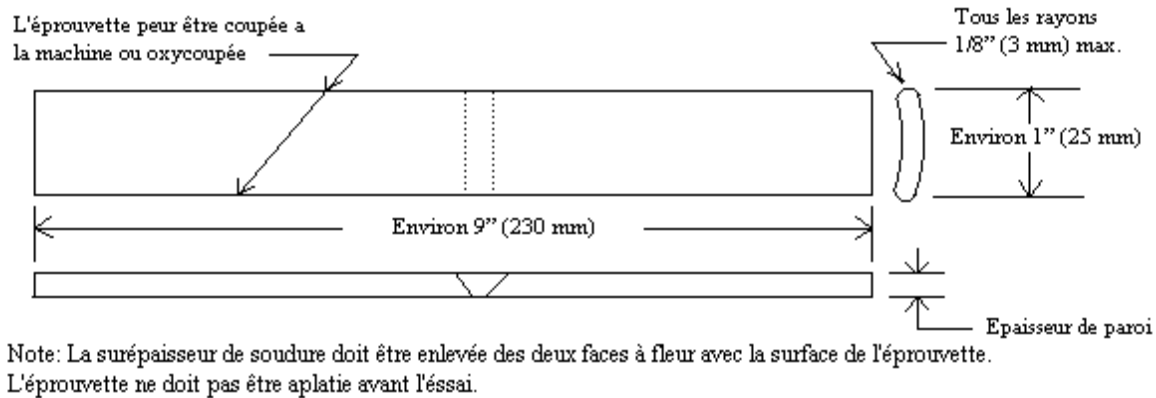 L'éprouvette peur être coupée a
la machine ou oxycoupée
Tous les rayons
1/8” (3 mm) max.
Environ 1” (25 mm)
Environ 9” (230 mm)
Epaisseur de paroi
Note: La surépaisseur de soudure doit être enlevée des deux faces à fleur avec la surface de l'éprouvette.
L'éprouvette ne doit pas être aplatie avant l'éssai.